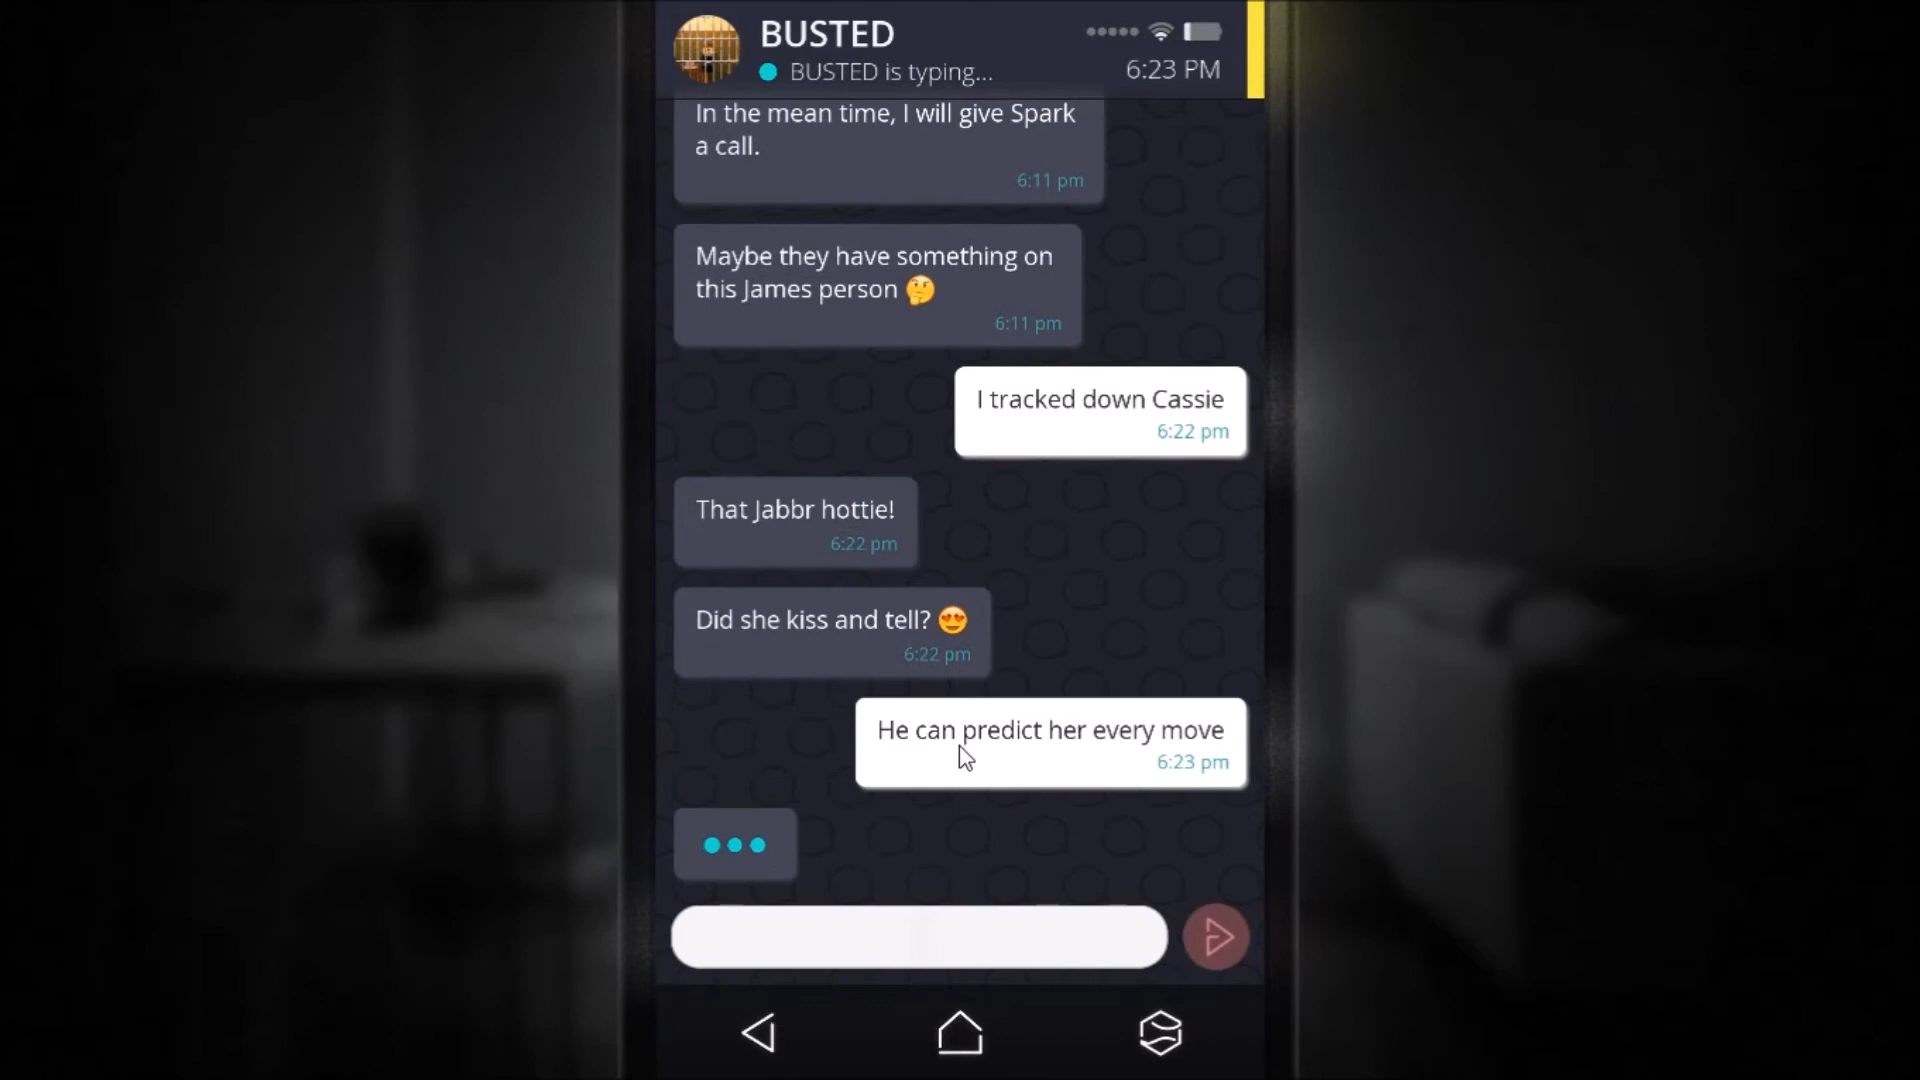 BUSTED
BUSTED is typing...
6:23 PM
In the mean time, I will give Spark
a call.
6:11 pm
Maybe they have something on
this James person 🤔
6:11 pm
I tracked down Cassie
6:22 pm
That Jabbr hottie!
6:22 pm
Did she kiss and tell? 😍
6:22 pm
He can predict her every move
6:23 pm